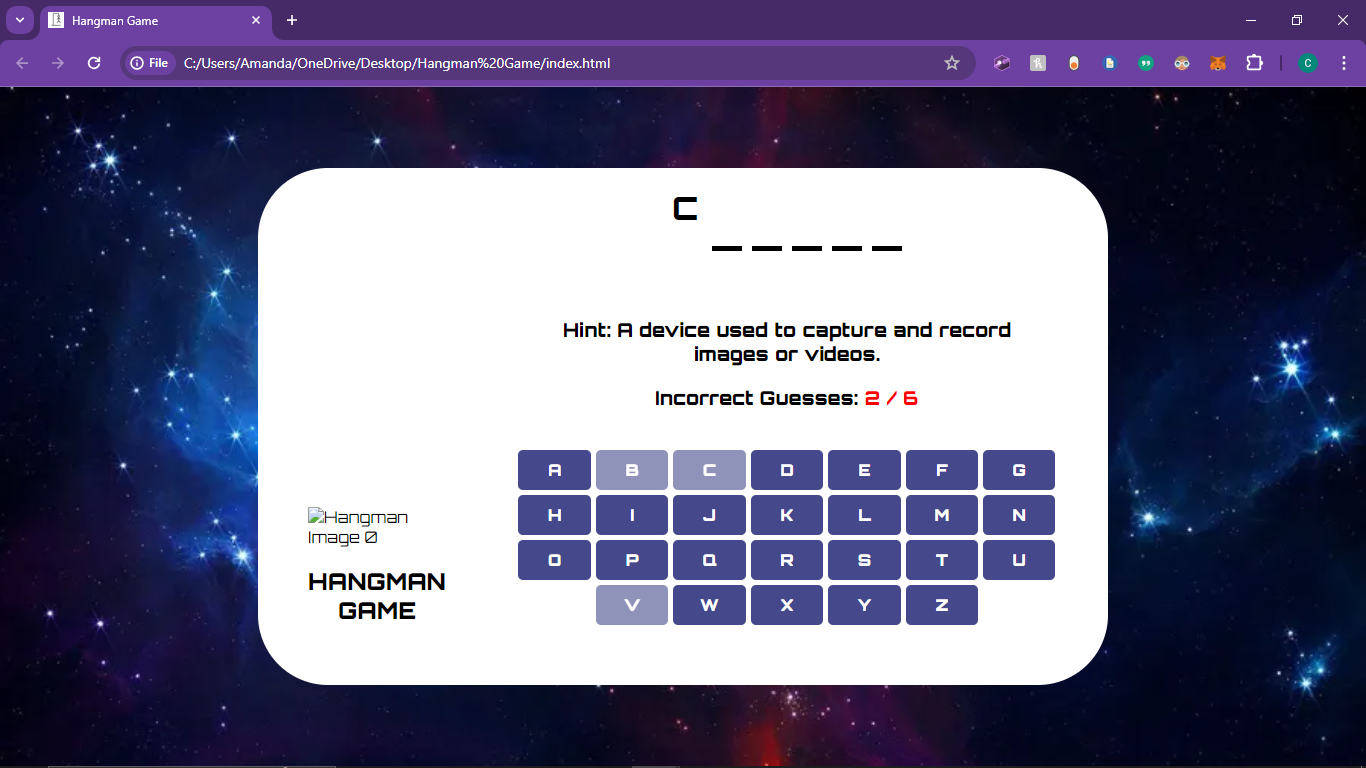 Hangman Game
File C:/Users/Amanda/OneDrive/Desktop/Hangman%20Game/index.html
C
C _ _ _ _ _
Hint: A device used to capture and record
images or videos.
Incorrect Guesses: 2 / 6
A B C D E F G
H I J K L M N
O P Q R S T U
V W X Y Z
Hangman
Image 0
HANGMAN
GAME